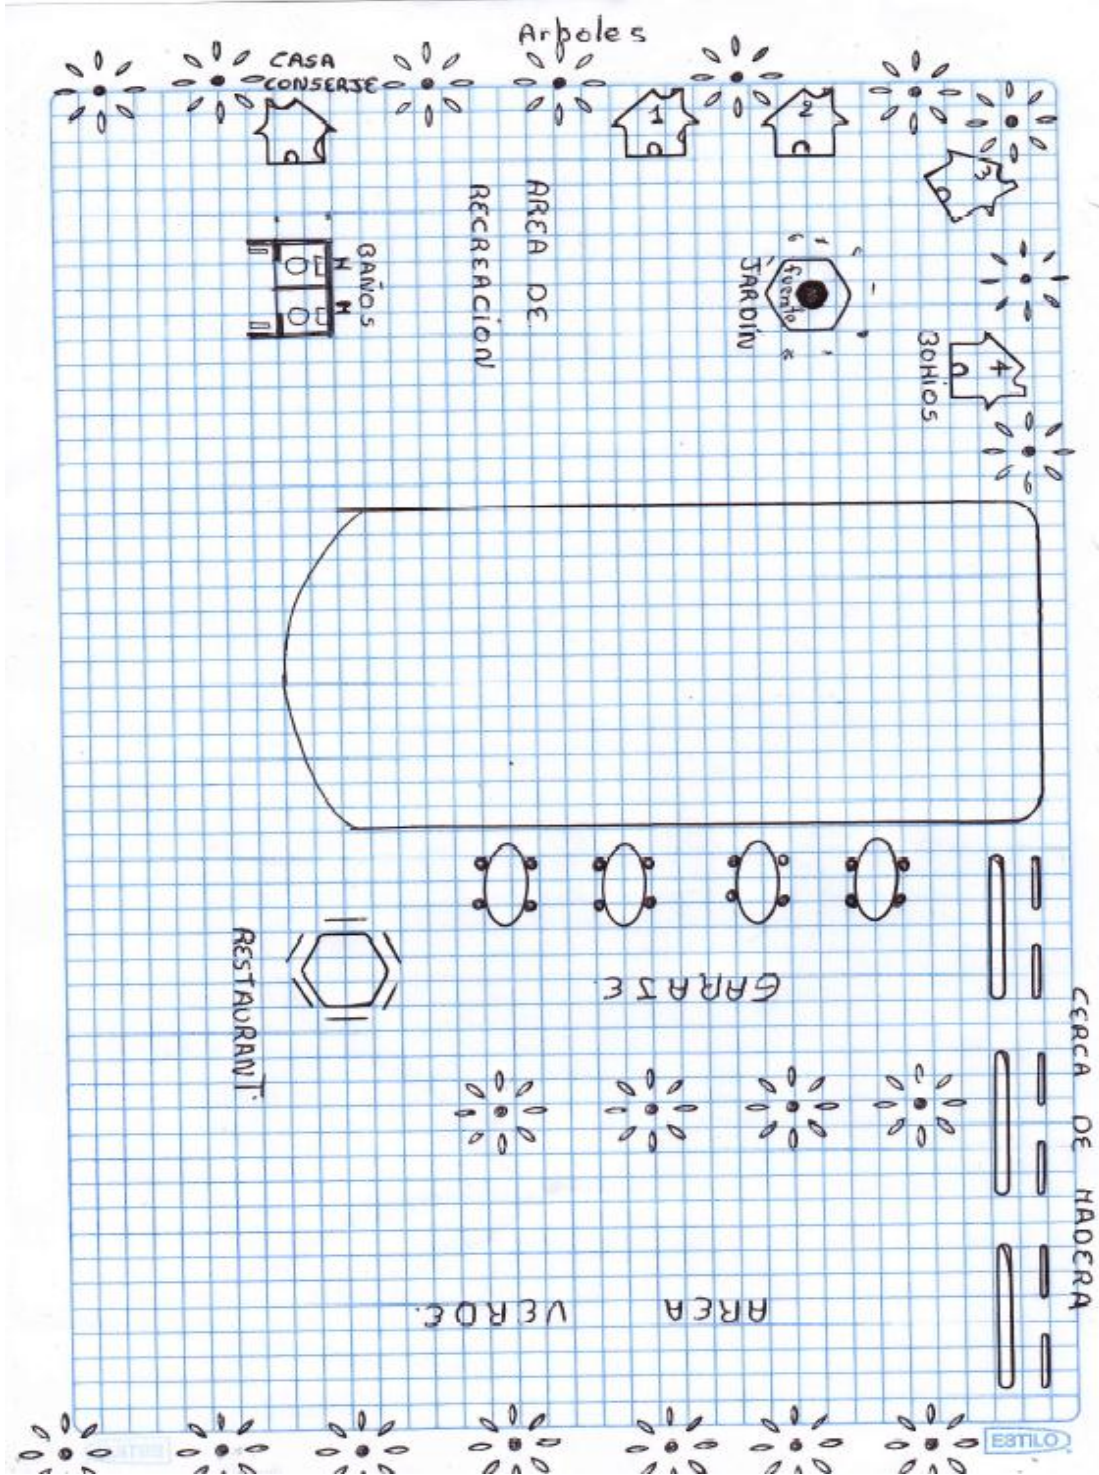 Arboles
CASA
CONSERJE
1
2
3
AREA DE
RECREACION
BAÑOS
H
M
JARDIN
fuente
4
BOHIOS
GARAJE
RESTAURANT.
CERCA DE MADERA
AREA VERDE.
ESTILO